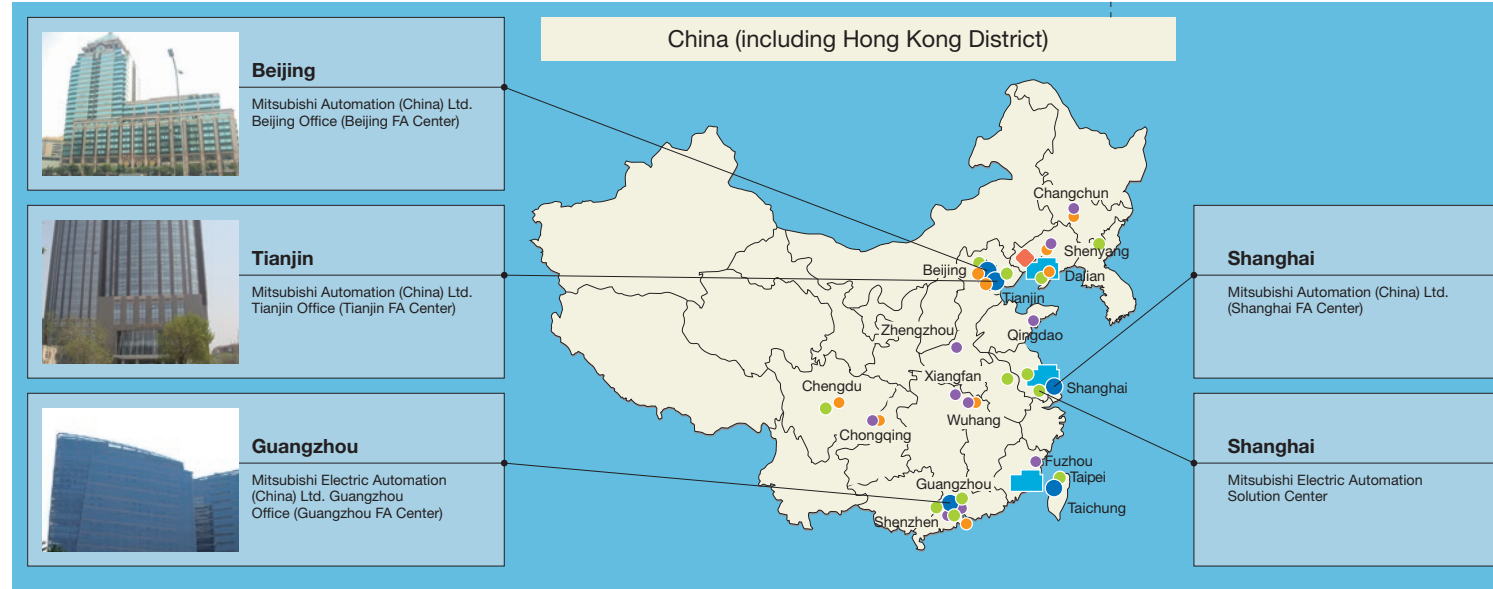 China (including Hong Kong District)
Beijing
Mitsubishi Automation (China) Ltd.
Beijing Office (Beijing FA Center)
Tianjin
Mitsubishi Automation (China) Ltd.
Tianjin Office (Tianjin FA Center)
Guangzhou
Mitsubishi Electric Automation
(China) Ltd. Guangzhou
Office (Guangzhou FA Center)
Changchun
Shenyang
Beijing
Dalian
Tianjin
Zhengzhou
Qingdao
Chengdu
Xiangfan
Shanghai
Chongqing
Wuhang
Fuzhou
Guangzhou
Taipei
Taichung
Shenzhen
Shanghai
Mitsubishi Automation (China) Ltd.
(Shanghai FA Center)
Shanghai
Mitsubishi Electric Automation
Solution Center